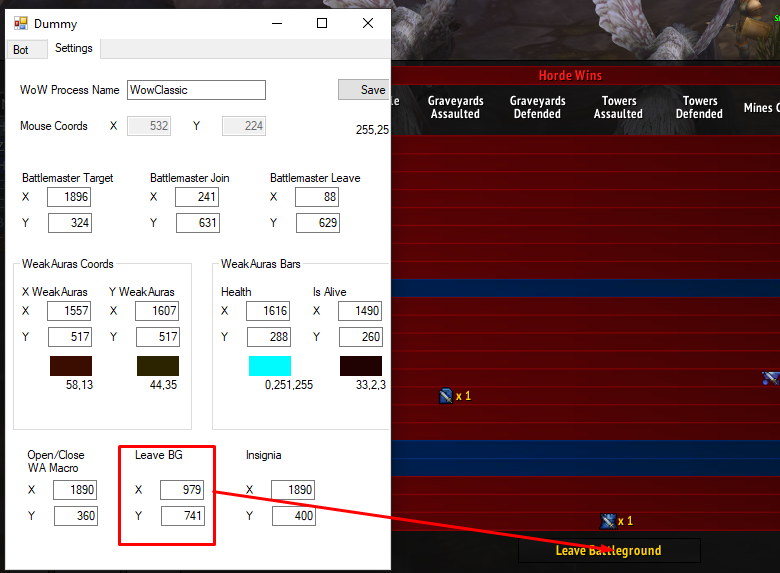 Dummy
Bot
Settings
WoW Process Name
WowClassic
Save
Mouse Coords
X
532
Y
224
255,25
Battlemaster Target
Battlemaster Join
Battlemaster Leave
X
1896
X
241
X
88
Y
324
Y
631
Y
629
WeakAuras Coords
X WeakAuras
Y WeakAuras
X
1557
X
1607
Y
517
Y
517
58,13
44,35
WeakAuras Bars
Health
Is Alive
X
1616
X
1490
Y
288
Y
260
0,251,255
33,2,3
Open/Close
WA Macro
X
1890
Y
360
Leave BG
X
979
Y
741
Insignia
X
1890
Y
400
Horde Wins
Graveyards
Assaulted
Graveyards
Defended
Towers
Assaulted
Towers
Defended
Mines
x 1
x 1
Leave Battleground